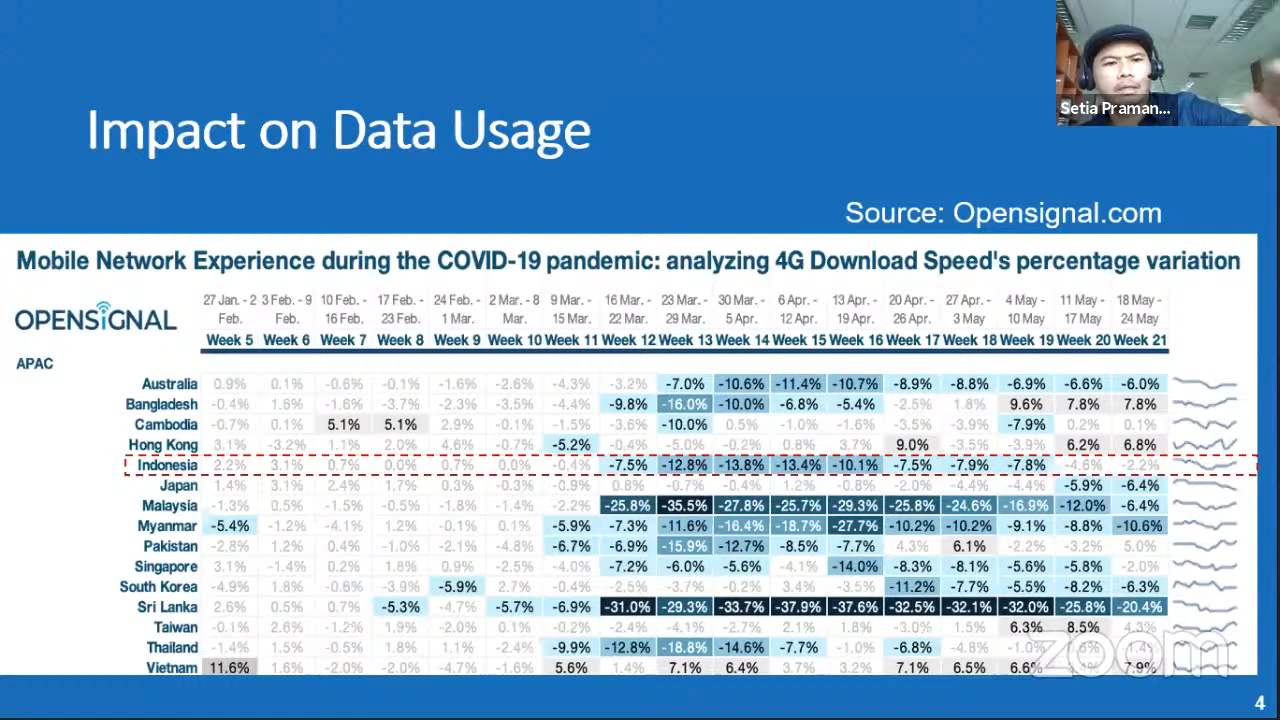 Setia Praman...
Impact on Data Usage
Source: Opensignal.com
Mobile Network Experience during the COVID-19 pandemic: analyzing 4G Download Speed's percentage variation
OPENSIGNAL
27 Jan. - 2 3 Feb. - 9 10 Feb. - 17 Feb. - 24 Feb. - 2 Mar. - 8 9 Mar. - 16 Mar. - 23 Mar. - 30 Mar. - 6 Apr. - 13 Apr. - 20 Apr. - 27 Apr. - 4 May - 11 May - 18 May -
Feb. Feb. 16 Feb. 23 Feb. 1 Mar. Mar. 15 Mar. 22 Mar. 29 Mar. 5 Apr. 12 Apr. 19 Apr. 26 Apr. 3 May 10 May 17 May 24 May
Week 5 Week 6 Week 7 Week 8 Week 9 Week 10 Week 11 Week 12 Week 13 Week 14 Week 15 Week 16 Week 17 Week 18 Week 19 Week 20 Week 21
APAC
Australia 0.9% 0.1% -0.6% -0.1% -1.6% -2.6% -4.3% -3.2% -7.0% -10.6% -11.4% -10.7% -8.9% -8.8% -6.9% -6.6% -6.0%
Bangladesh -0.4% 1.6% -1.6% -3.7% -2.3% -3.5% -4.4% -9.8% -16.0% -10.0% -6.8% -5.4% -2.5% 1.8% 9.6% 7.8% 7.8%
Cambodia -0.7% 0.1% 5.1% 5.1% 2.9% -0.1% -1.5% -3.6% -10.0% 0.5% -1.0% -1.6% -3.5% -3.9% -7.9% 0.2% 0.1%
Hong Kong 3.1% -3.2% 1.1% 2.0% 4.6% -0.7% -5.2% -0.4% -5.0% -0.2% 0.8% 3.7% 9.0% -3.5% -3.9% 6.2% 6.8%
Indonesia 2.2% 3.1% 0.7% 0.0% 0.7% 0.0% -0.4% -7.5% -12.8% -13.8% -13.4% -10.1% -7.5% -7.9% -7.8% -4.6% -2.2%
Japan 1.4% 3.1% 2.4% 1.7% 0.3% -0.3% -0.9% 0.8% -0.7% -0.4% 1.2% -0.8% -2.0% -4.4% -4.4% -5.9% -6.4%
Malaysia -1.3% 0.5% -1.5% -0.5% -1.8% -1.4% -2.2% -25.8% -35.5% -27.8% -25.7% -29.3% -25.8% -24.6% -16.9% -12.0% -6.4%
Myanmar -5.4% -1.2% -4.1% 1.2% -0.1% 0.1% -5.9% -7.3% -11.6% -16.4% -18.7% -27.7% -10.2% -10.2% -9.1% -8.8% -10.6%
Pakistan -2.8% 1.2% 0.4% -1.0% -2.1% -4.8% -6.7% -6.9% -15.9% -12.7% -8.5% -7.7% 4.3% 6.1% -2.2% -3.2% 5.0%
Singapore 3.1% -1.4% 0.2% 1.8% 0.9% -0.1% -4.0% -7.2% -6.0% -5.6% -4.1% -14.0% -8.3% -8.1% -5.6% -5.8% -2.0%
South Korea -4.9% 1.8% -0.6% -3.9% -5.9% 2.7% -0.4% -2.5% -3.7% -0.2% 3.4% -3.5% -11.2% -7.7% -5.5% -8.2% -6.3%
Sri Lanka 2.6% 0.5% 0.7% -5.3% -4.7% -5.7% -6.9% -31.0% -29.3% -33.7% -37.9% -37.6% -32.5% -32.1% -32.0% -25.8% -20.4%
Taiwan -0.1% 2.6% -1.2% 1.9% -2.0% 0.1% -0.2% -2.4% -4.1% -2.7% 2.1% 1.8% -3.0% 1.5% 6.3% 8.5% 4.3%
Thailand -1.4% 1.5% -0.5% 1.8% 1.1% -2.4% -9.9% -12.8% -18.8% -14.6% -7.7% -1.0% -6.8% -4.8% -1.0%
Vietnam 11.6% 1.6% -2.0% -2.0% -4.7% -1.6% 5.6% 1.4% 7.1% 6.4% 3.7% 3.2% 7.1% 6.5% 6.6% 7.9%
zoom
4